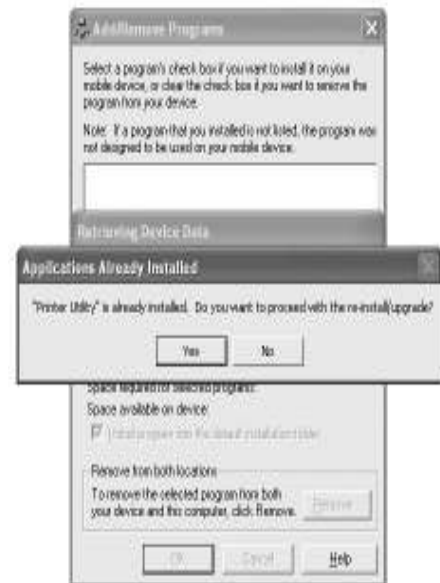 Add/Remove Programs
Select a program's check box if you want to install it on your
mobile device, or clear the check box if you want to remove the
program from your device.
Note: If a program that you installed is not listed, the program was
not designed to be used on your mobile device.
Retrieving Device Data
Applications Already Installed
"Printer Utility" is already installed. Do you want to proceed with the re-install/upgrade?
Yes
No
Space required for selected programs:
Space available on device:
Install program into the default installation folder
Remove from both locations
To remove the selected program from both
your device and this computer, click Remove.
Remove
OK
Cancel
Help